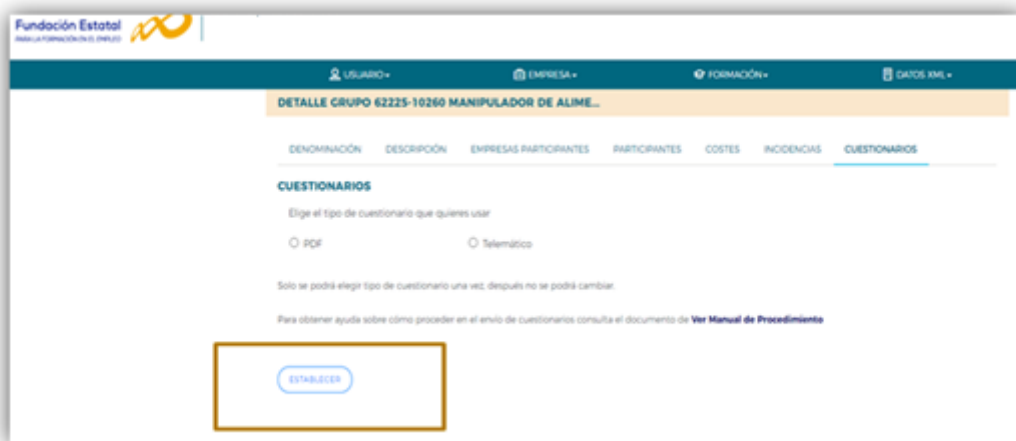 Fundación Estatal
PARA LA FORMACIÓN EN EL EMPLEO
USUARIO
EMPRESA
FORMACIÓN
DATOS XML
DETALLE GRUPO 62225-10260 MANIPULADOR DE ALIME...
DENOMINACIÓN DESCRIPCIÓN EMPRESAS PARTICIPANTES PARTICIPANTES COSTES INCIDENCIAS CUESTIONARIOS
CUESTIONARIOS
Elige el tipo de cuestionario que quieres usar
PDF Telemático
Solo se podrá elegir tipo de cuestionario una vez, después no se podrá cambiar.
Para obtener ayuda sobre cómo proceder en el envío de cuestionarios consulta el documento de Ver Manual de Procedimiento
ESTABLECER